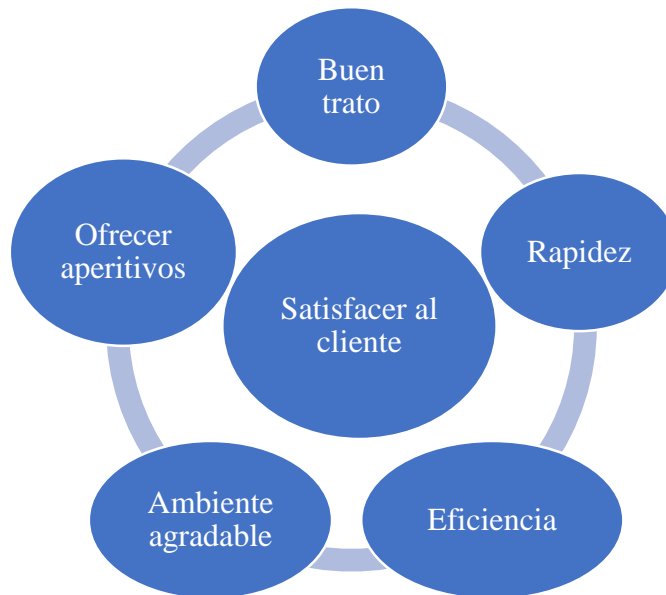 Buen
trato
Rapidez
Eficiencia
Ambiente
agradable
Ofrecer
aperitivos
Satisfacer al
cliente